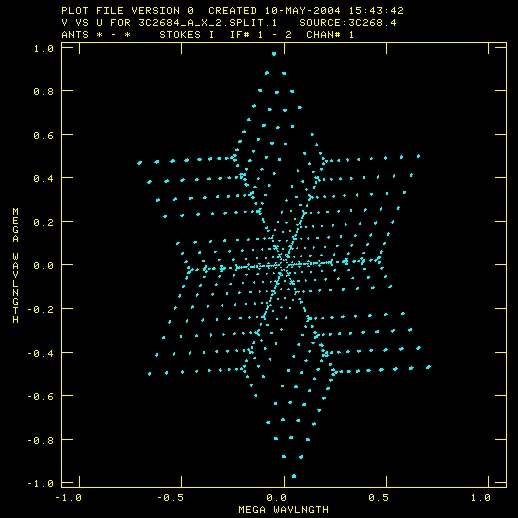 PLOT FILE VERSION 0 CREATED 10-MAY-2004 15:43:42
V VS U FOR 3C2684_A_X_2.SPLIT.1 SOURCE:3C268.4
ANTS * - * STOKES I IF# 1 - 2 CHAN# 1
1.0
0.8
0.6
0.4
0.2
0.0
-0.2
-0.4
-0.6
-0.8
-1.0
MEGA WAVLNGTH
-1.0 -0.5 0.0 0.5 1.0
MEGA WAVLNGTH